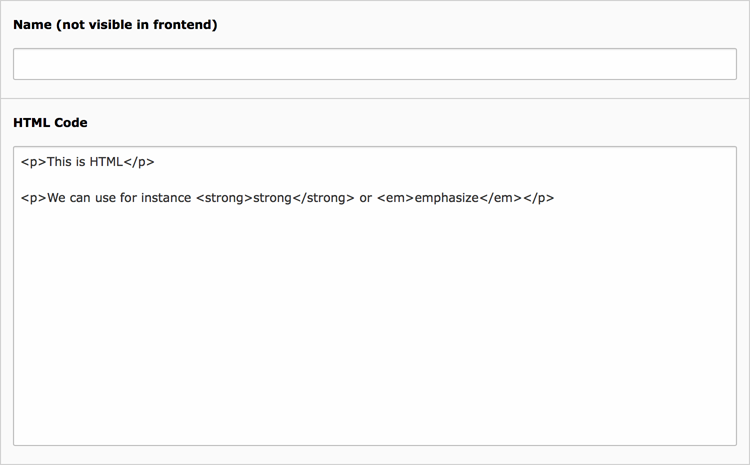 Name (not visible in frontend)
HTML Code
<p>This is HTML</p>
<p>We can use for instance <strong>strong</strong> or <em>emphasize</em></p>